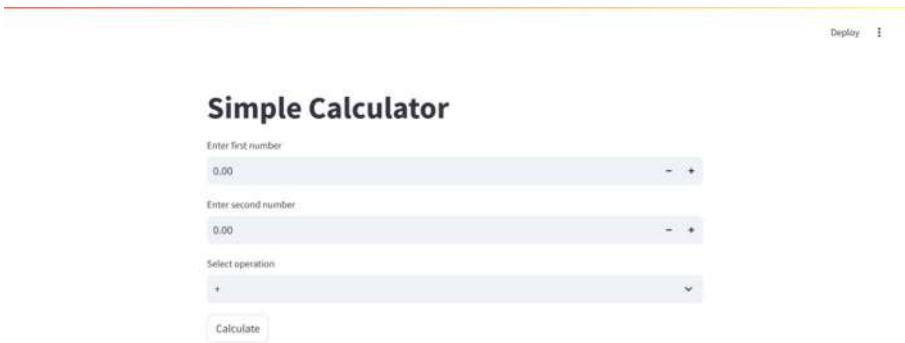 Deploy
Simple Calculator
Enter first number
0.00 - +
Enter second number
0.00 - +
Select operation
+
Calculate